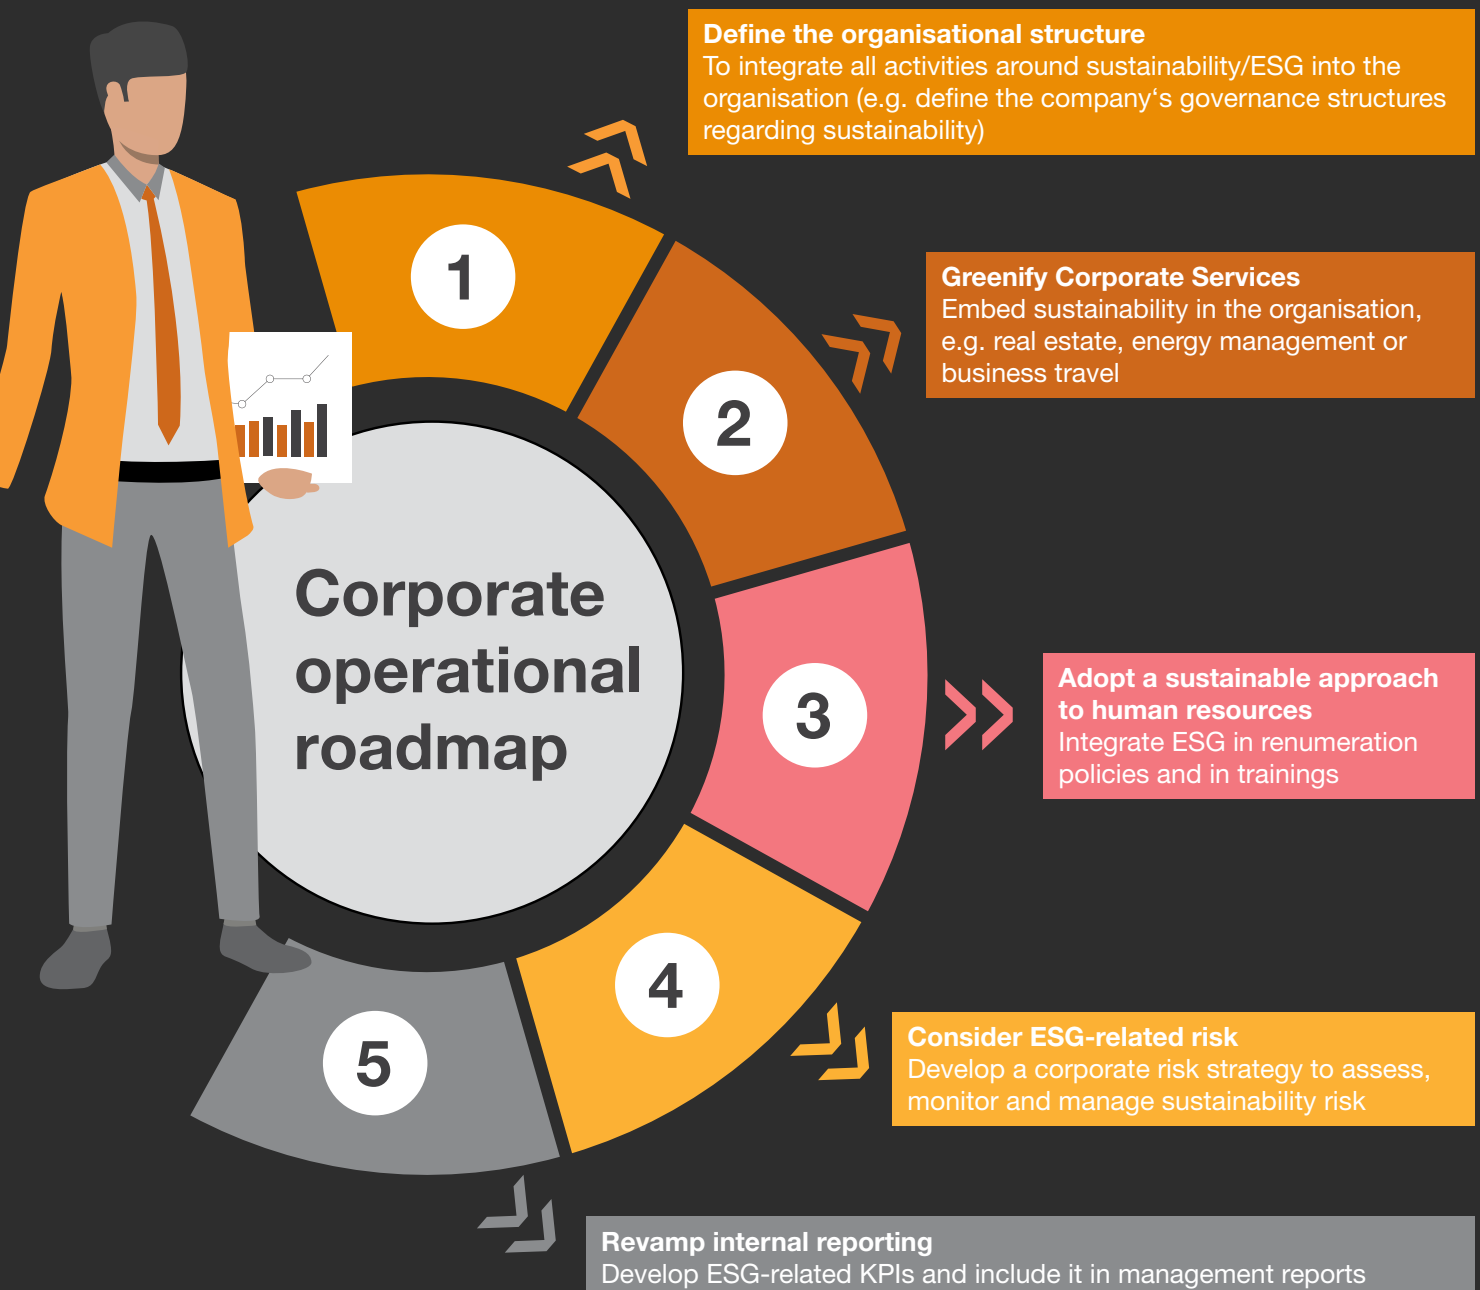 Define the organisational structure
To integrate all activities around sustainability/ESG into the
organisation (e.g. define the company‘s governance structures
regarding sustainability)
1
Greenify Corporate Services
Embed sustainability in the organisation,
e.g. real estate, energy management or
business travel
2
Corporate
operational
roadmap
3
Adopt a sustainable approach
to human resources
Integrate ESG in renumeration
policies and in trainings
4
Consider ESG-related risk
Develop a corporate risk strategy to assess,
monitor and manage sustainability risk
5
Revamp internal reporting
Develop ESG-related KPIs and include it in management reports